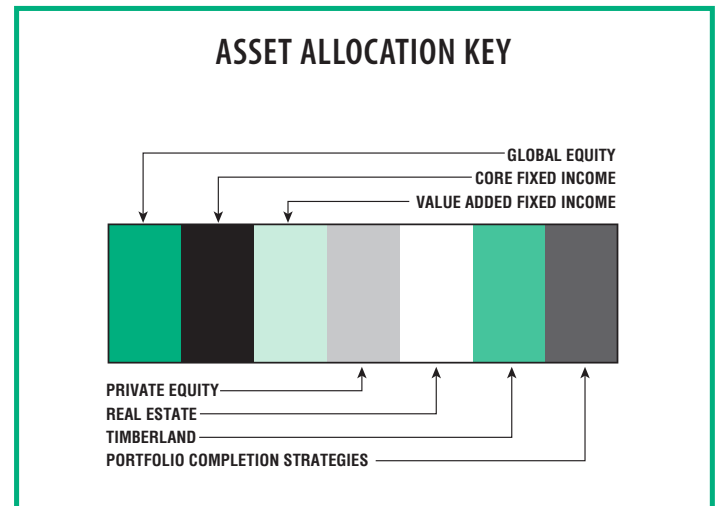 ASSET ALLOCATION KEY
GLOBAL EQUITY
CORE FIXED INCOME
VALUE ADDED FIXED INCOME
PRIVATE EQUITY
REAL ESTATE
TIMBERLAND
PORTFOLIO COMPLETION STRATEGIES